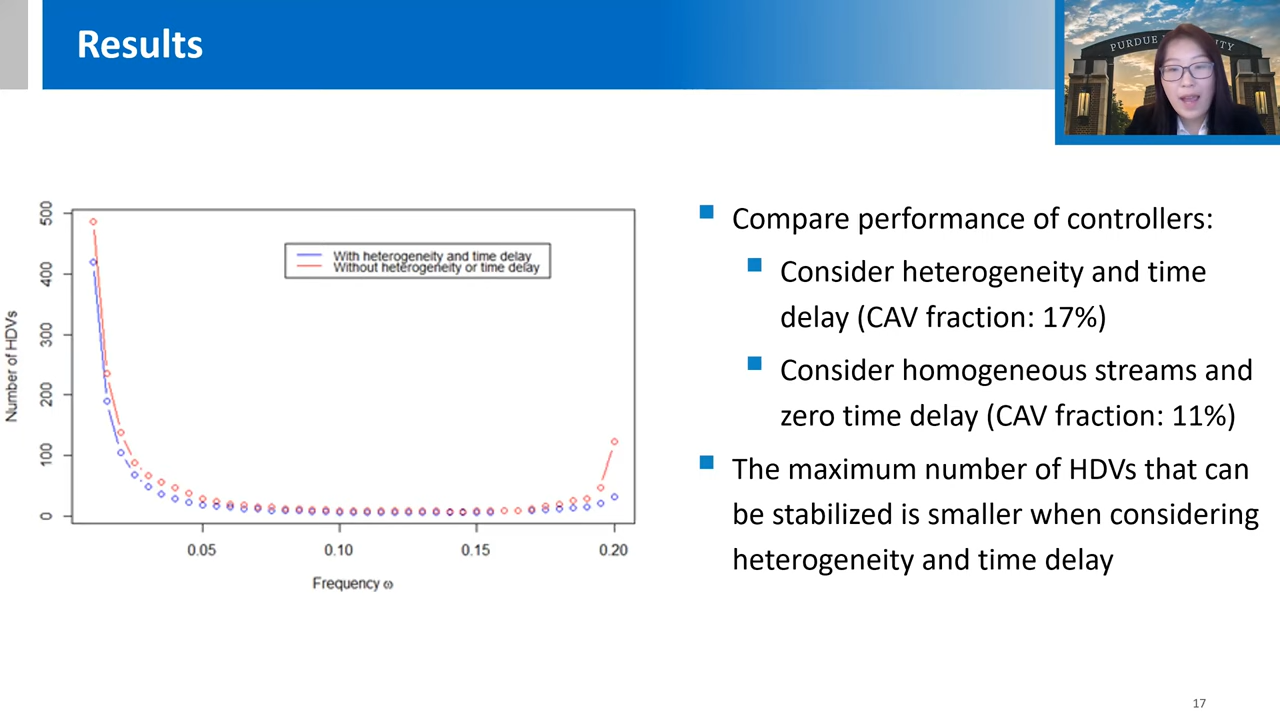 Results
PURDUE
Number of HDVs
500
400
300
200
100
0
With heterogeneity and time delay
Without heterogeneity or time delay
0.05
0.10
0.15
0.20
Frequency ω
Compare performance of controllers:
Consider heterogeneity and time
delay (CAV fraction: 17%)
Consider homogeneous streams and
zero time delay (CAV fraction: 11%)
The maximum number of HDVs that can
be stabilized is smaller when considering
heterogeneity and time delay
17